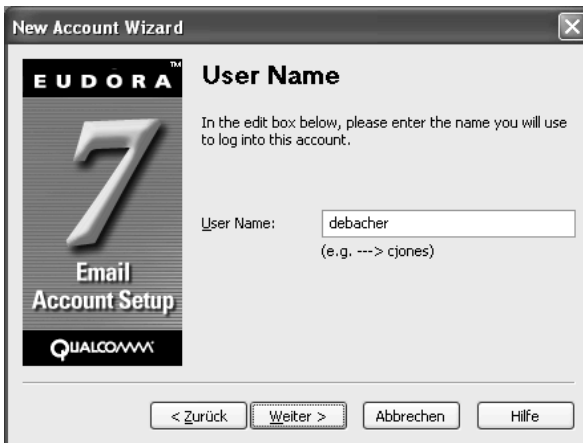 New Account Wizard
EUDORA™
7
Email
Account Setup
QUALCOMM
User Name
In the edit box below, please enter the name you will use
to log into this account.
User Name: debacher
(e.g. ---> cjones)
< Zurück Weiter > Abbrechen Hilfe